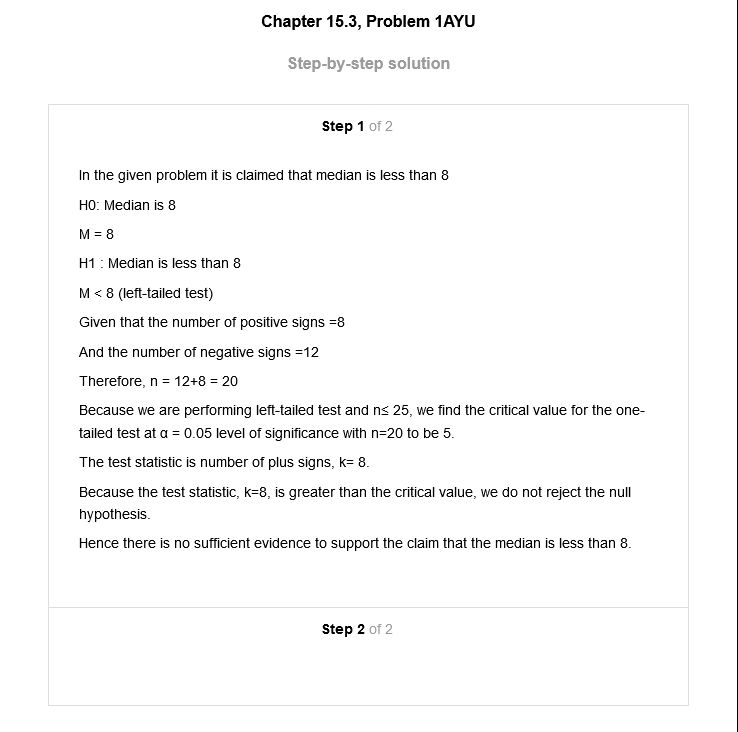 Chapter 15.3, Problem 1AYU
Step-by-step solution
Step 1 of 2
In the given problem it is claimed that median is less than 8
H0: Median is 8
M = 8
H1 : Median is less than 8
M < 8 (left-tailed test)
Given that the number of positive signs =8
And the number of negative signs =12
Therefore, n = 12+8 = 20
Because we are performing left-tailed test and n≤ 25, we find the critical value for the one-
tailed test at α = 0.05 level of significance with n=20 to be 5.
The test statistic is number of plus signs, k= 8.
Because the test statistic, k=8, is greater than the critical value, we do not reject the null
hypothesis.
Hence there is no sufficient evidence to support the claim that the median is less than 8.
Step 2 of 2